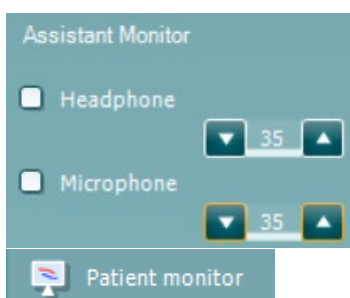 Assistant Monitor
Headphone
35
Microphone
35
Patient monitor